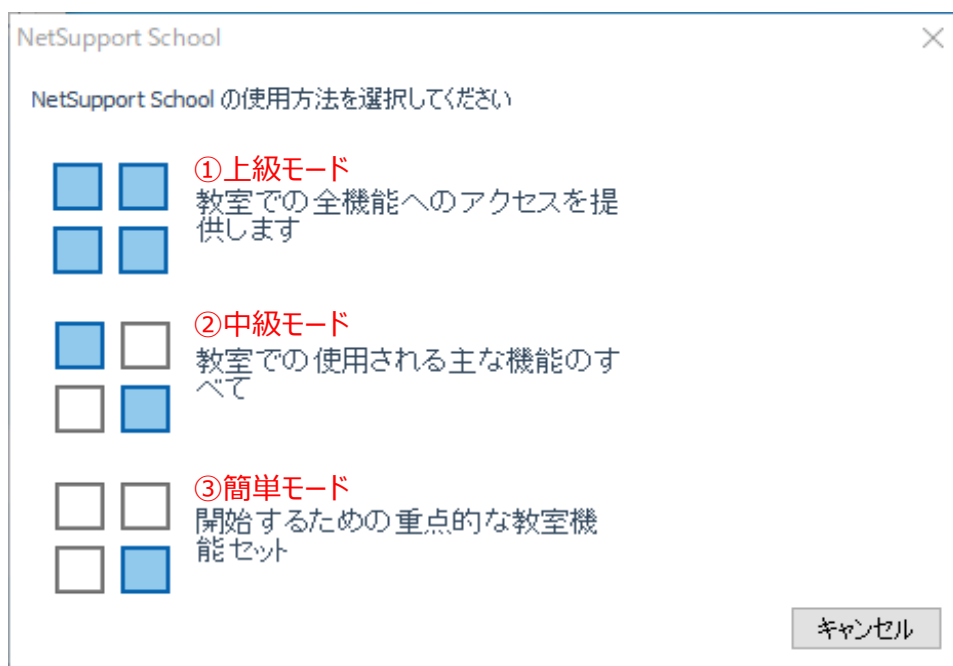 NetSupport School
NetSupport School の使用方法を選択してください
①上級モード
教室での全機能へのアクセスを提
供します
②中級モード
教室での使用される主な機能のす
べて
③簡単モード
開始するための重点的な教室機
能セット
キャンセル